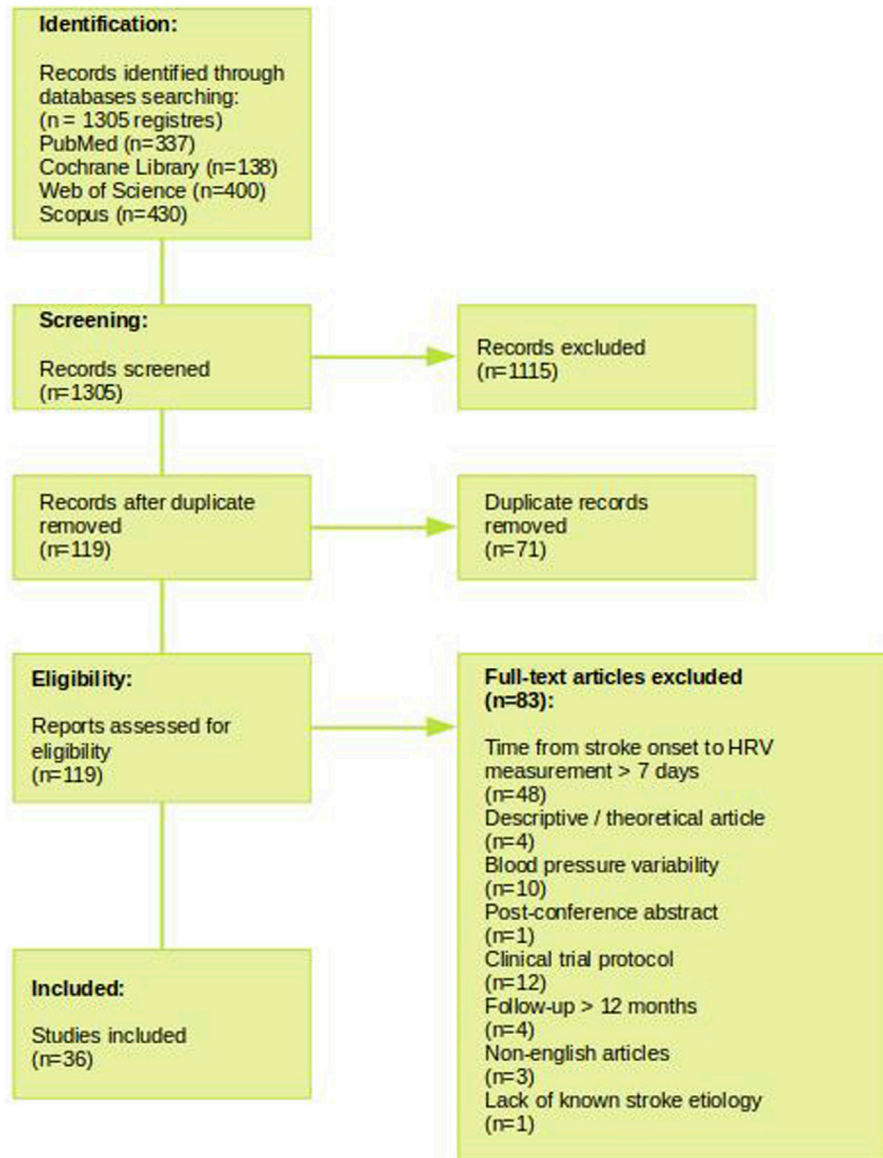 Identification:
Records identified through
databases searching:
(n = 1305 registres)
PubMed (n=337)
Cochrane Library (n=138)
Web of Science (n=400)
Scopus (n=430)
Screening:
Records screened
(n=1305)
Records excluded
(n=1115)
Records after duplicate
removed
(n=119)
Duplicate records
removed
(n=71)
Eligibility:
Reports assessed for
eligibility
(n=119)
Full-text articles excluded
(n=83):
Time from stroke onset to HRV
measurement > 7 days
(n=48)
Descriptive / theoretical article
(n=4)
Blood pressure variability
(n=10)
Post-conference abstract
(n=1)
Clinical trial protocol
(n=12)
Follow-up > 12 months
(n=4)
Non-english articles
(n=3)
Lack of known stroke etiology
(n=1)
Included:
Studies included
(n=36)